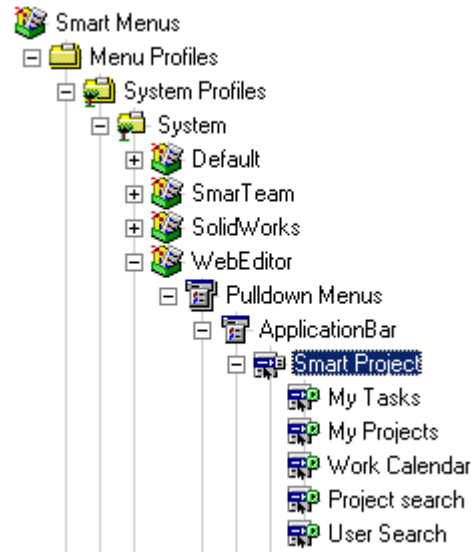 Smart Menus
Menu Profiles
System Profiles
System
Default
SmarTeam
SolidWorks
WebEditor
Pulldown Menus
ApplicationBar
Smart Project
My Tasks
My Projects
Work Calendar
Project search
User Search